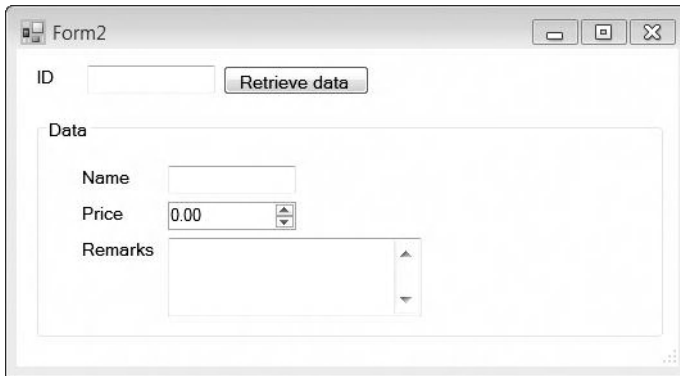 Form2
ID Retrieve data
Data
Name
Price 0.00
Remarks